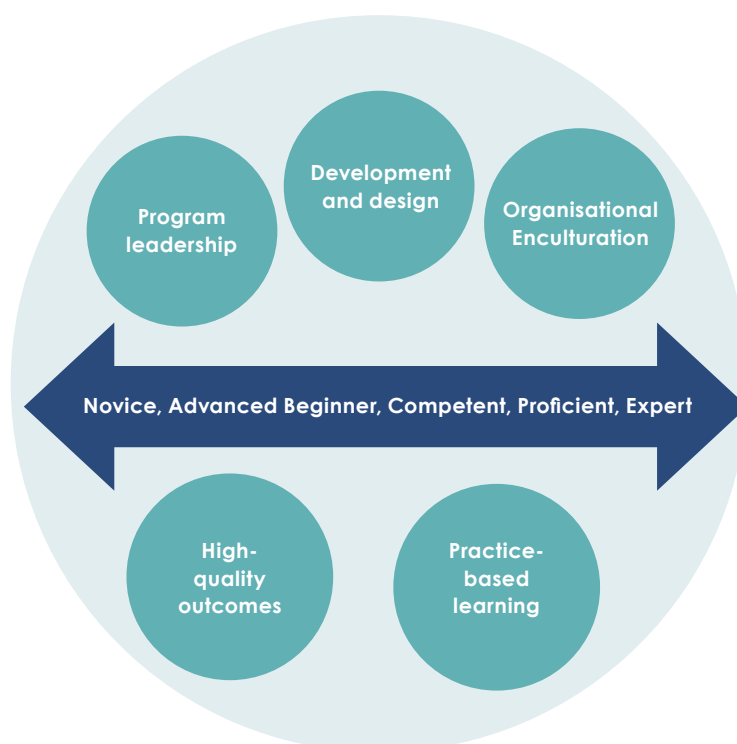 Program
leadership
Development
and design
Organisational
Enculturation
Novice, Advanced Beginner, Competent, Proficient, Expert
High-
quality
outcomes
Practice-
based
learning